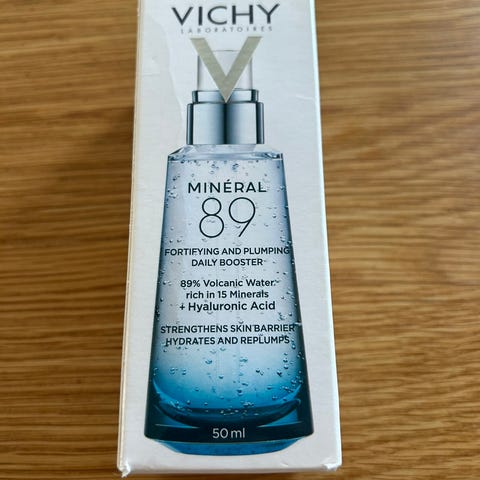 VICHY
LABORATOIRES
MINÉRAL
89
FORTIFYING AND PLUMPING
DAILY BOOSTER
89% Volcanic Water
rich in 15 Minerals
+ Hyaluronic Acid
STRENGTHENS SKIN BARRIER
HYDRATES AND REPLUMPS
50 ml